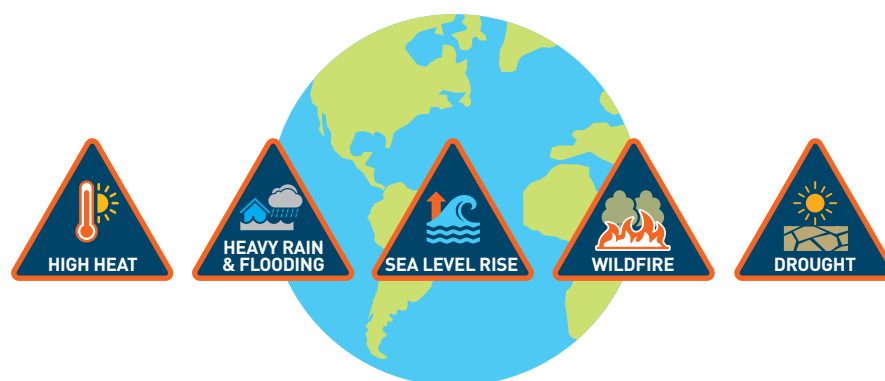 HIGH HEAT
HEAVY RAIN
& FLOODING
SEA LEVEL RISE
WILDFIRE
DROUGHT